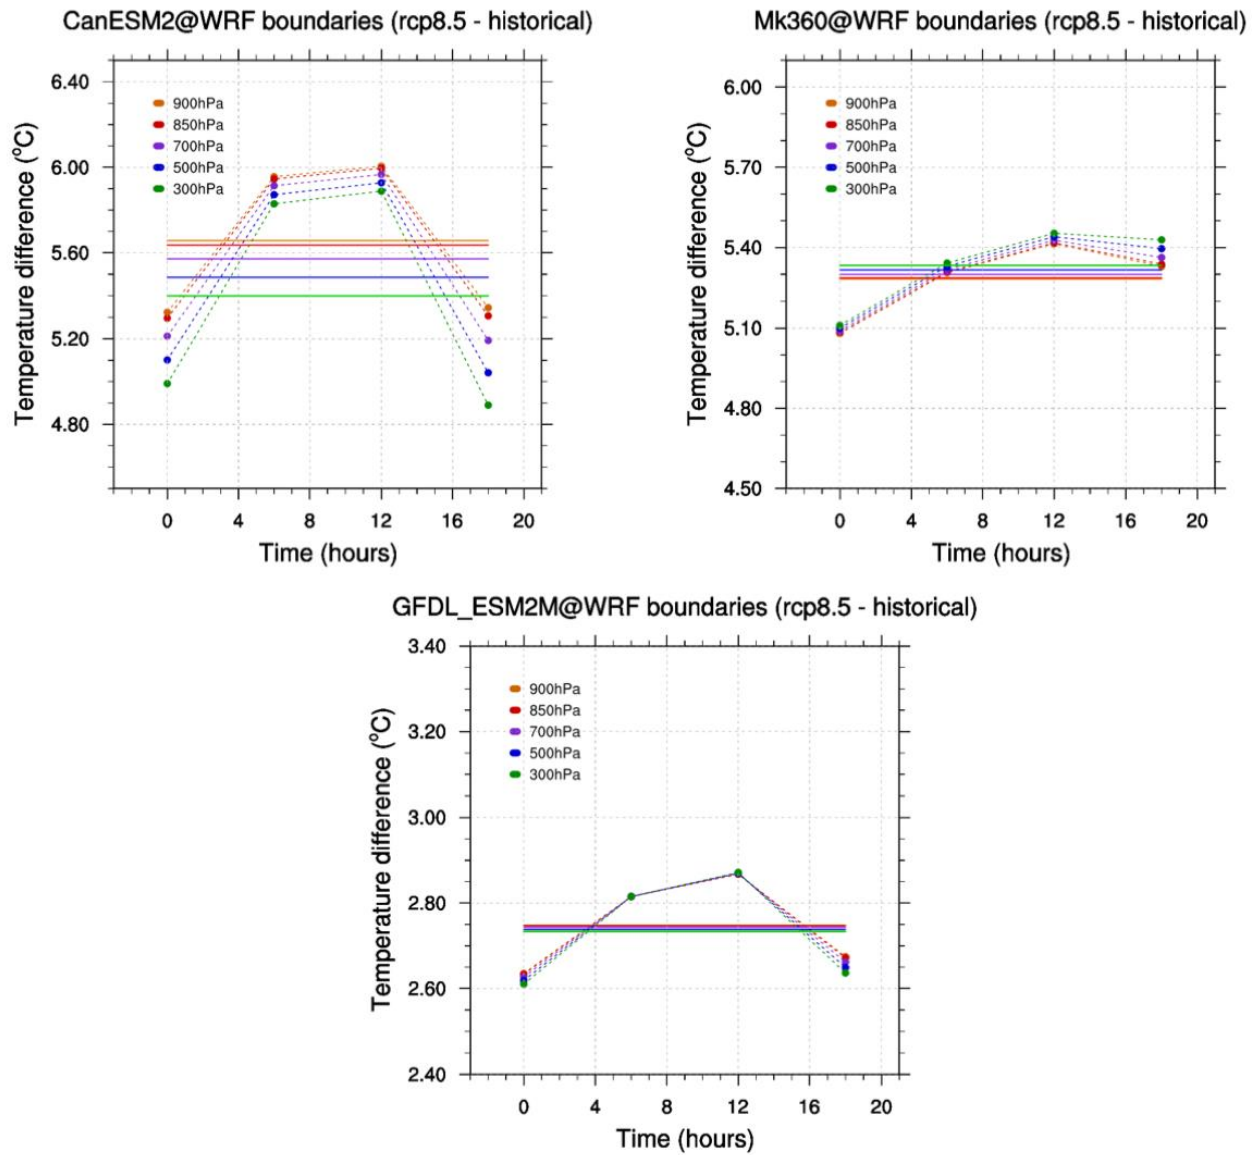 CanESM2@WRF boundaries (rcp8.5 - historical)
Temperature difference (°C)
6.40
6.00
5.60
5.20
4.80
900hPa
850hPa
700hPa
500hPa
300hPa
0 4 8 12 16 20
Time (hours)
Mk360@WRF boundaries (rcp8.5 - historical)
Temperature difference (°C)
6.00
5.70
5.40
5.10
4.80
4.50
900hPa
850hPa
700hPa
500hPa
300hPa
0 4 8 12 16 20
Time (hours)
GFDL_ESM2M@WRF boundaries (rcp8.5 - historical)
Temperature difference (°C)
3.40
3.20
3.00
2.80
2.60
2.40
900hPa
850hPa
700hPa
500hPa
300hPa
0 4 8 12 16 20
Time (hours)